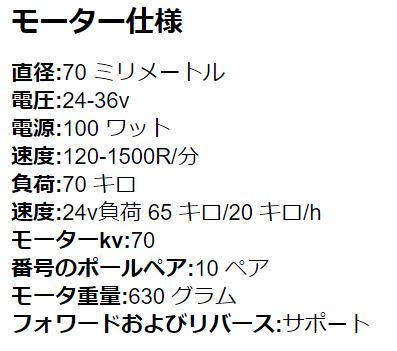 モーター仕様
直径:70 ミリメートル
電圧:24-36v
電源:100 ワット
速度:120-1500R/分
負荷:70 キロ
速度:24v負荷 65 キロ/20 キロ/h
モーターkv:70
番号のポールペア:10 ペア
モータ重量:630 グラム
フォワードおよびリバース:サポート